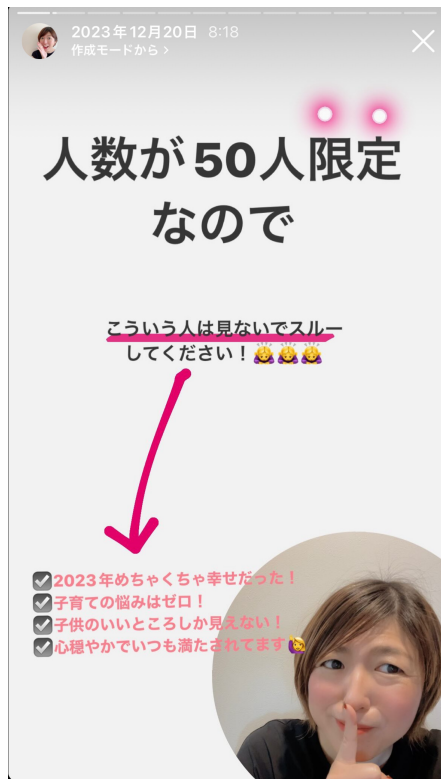 2023年12月20日 8:18
作成モードから >
人数が50人限定
なので
こういう人は見ないでスルー
してください！🙇‍♀️🙇‍♀️🙇‍♀️
☑️2023年めちゃくちゃ幸せだった！
☑️子育ての悩みはゼロ！
☑️子供のいいところしか見えない！
☑️心穏やかでいつも満たされてます🙋‍♀️